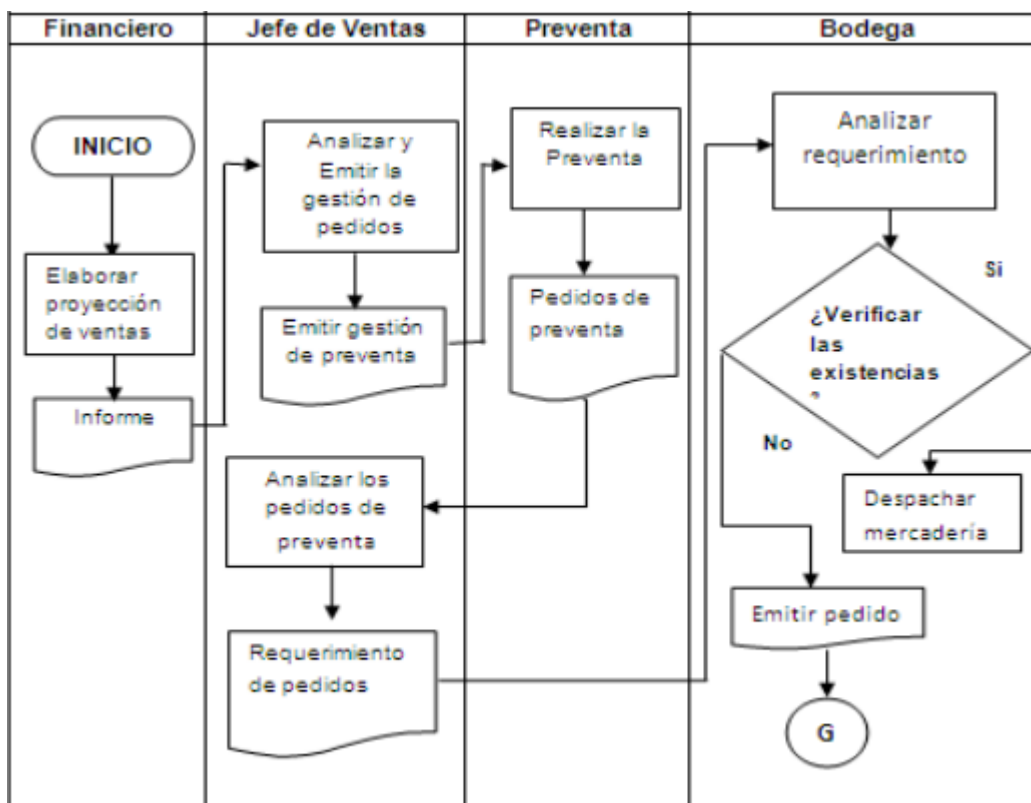 Financiero
Jefe de Ventas
Preventa
Bodega
INICIO
Elaborar
proyección
de ventas
Informe
Analizar y
Emitir la
gestión de
pedidos
Emitir gestión
de preventa
Analizar los
pedidos de
preventa
Requerimiento
de pedidos
Realizar la
Preventa
Pedidos de
preventa
Analizar
requerimiento
¿Verificar
las
existencias
?
Si
No
Despachar
mercadería
Emitir pedido
G